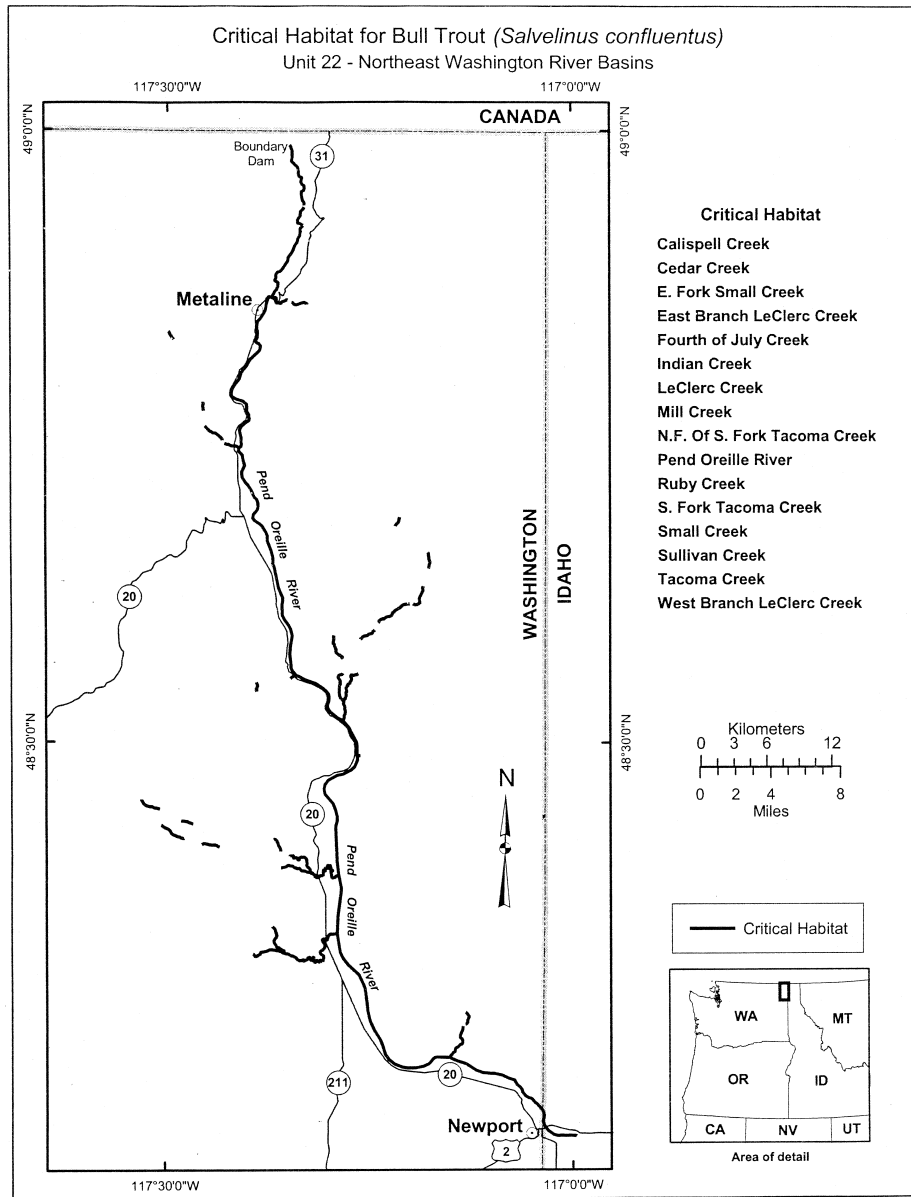 Critical Habitat for Bull Trout (Salvelinus confluentus)
Unit 22 - Northeast Washington River Basins
117°30'0"W
117°0'0"W
CANADA
49°0'0"N
49°0'0"N
Boundary
Dam
31
Metaline
Pend
Oreille
River
20
WASHINGTON
IDAHO
48°30'0"N
48°30'0"N
N
20
Pend
Oreille
River
20
211
Newport
2
117°30'0"W
117°0'0"W
Critical Habitat
Calispell Creek
Cedar Creek
E. Fork Small Creek
East Branch LeClerc Creek
Fourth of July Creek
Indian Creek
LeClerc Creek
Mill Creek
N.F. Of S. Fork Tacoma Creek
Pend Oreille River
Ruby Creek
S. Fork Tacoma Creek
Small Creek
Sullivan Creek
Tacoma Creek
West Branch LeClerc Creek
Kilometers
0 3 6 12
0 2 4 8
Miles
Critical Habitat
WA
MT
OR
ID
CA
NV
UT
Area of detail